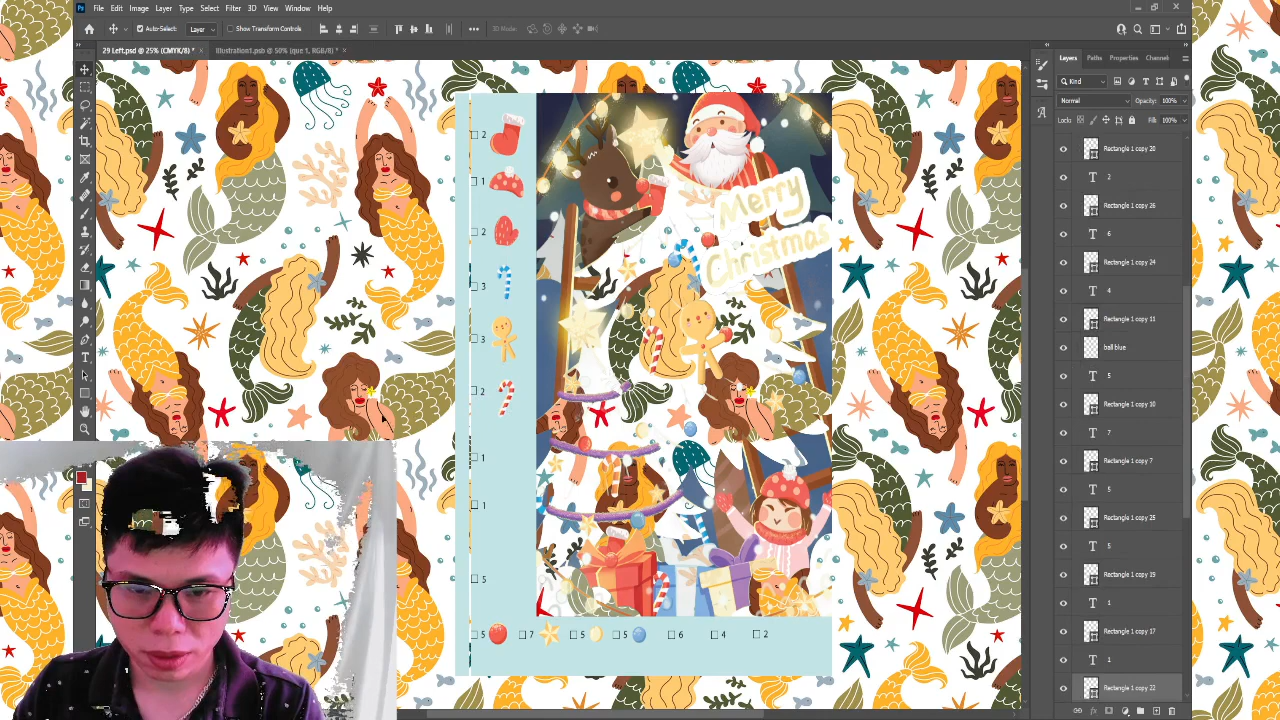 File Edit Image Layer Type Select Filter 3D View Window Help
Auto-Select: Layer Show Transform Controls 3D Mode:
29 Left.psd @ 25% (CMYK/8) * × Illustration1.psb @ 50% (que 1, RGB/8) * ×
Layers Paths Properties Channel
Kind
Normal Opacity: 100%
Lock: Fill: 100%
Rectangle 1 copy 20
2
Rectangle 1 copy 26
6
Rectangle 1 copy 24
4
Rectangle 1 copy 11
ball blue
5
Rectangle 1 copy 10
7
Rectangle 1 copy 7
5
Rectangle 1 copy 25
5
Rectangle 1 copy 19
1
Rectangle 1 copy 17
1
Rectangle 1 copy 22
2
1
2
3
3
2
1
1
5
5 7 5 5 6 4 2
Merry
Christmas